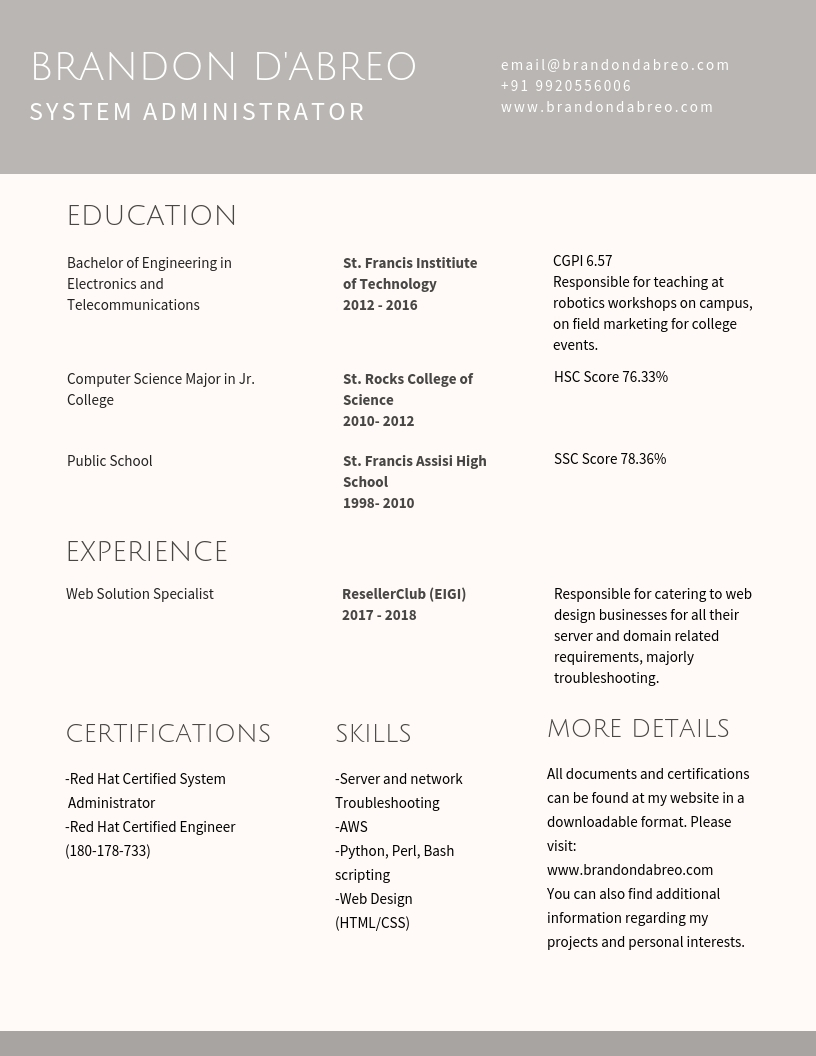 BRANDON D'ABREO
SYSTEM ADMINISTRATOR
email@brandondabreo.com
+91 9920556006
www.brandondabreo.com
EDUCATION
Bachelor of Engineering in
Electronics and
Telecommunications
St. Francis Institiute
of Technology
2012 - 2016
CGPI 6.57
Responsible for teaching at
robotics workshops on campus,
on field marketing for college
events.
Computer Science Major in Jr.
College
St. Rocks College of
Science
2010- 2012
HSC Score 76.33%
Public School
St. Francis Assisi High
School
1998- 2010
SSC Score 78.36%
EXPERIENCE
Web Solution Specialist
ResellerClub (EIGI)
2017 - 2018
Responsible for catering to web
design businesses for all their
server and domain related
requirements, majorly
troubleshooting.
CERTIFICATIONS
-Red Hat Certified System
Administrator
-Red Hat Certified Engineer
(180-178-733)
SKILLS
-Server and network
Troubleshooting
-AWS
-Python, Perl, Bash
scripting
-Web Design
(HTML/CSS)
MORE DETAILS
All documents and certifications
can be found at my website in a
downloadable format. Please
visit:
www.brandondabreo.com
You can also find additional
information regarding my
projects and personal interests.